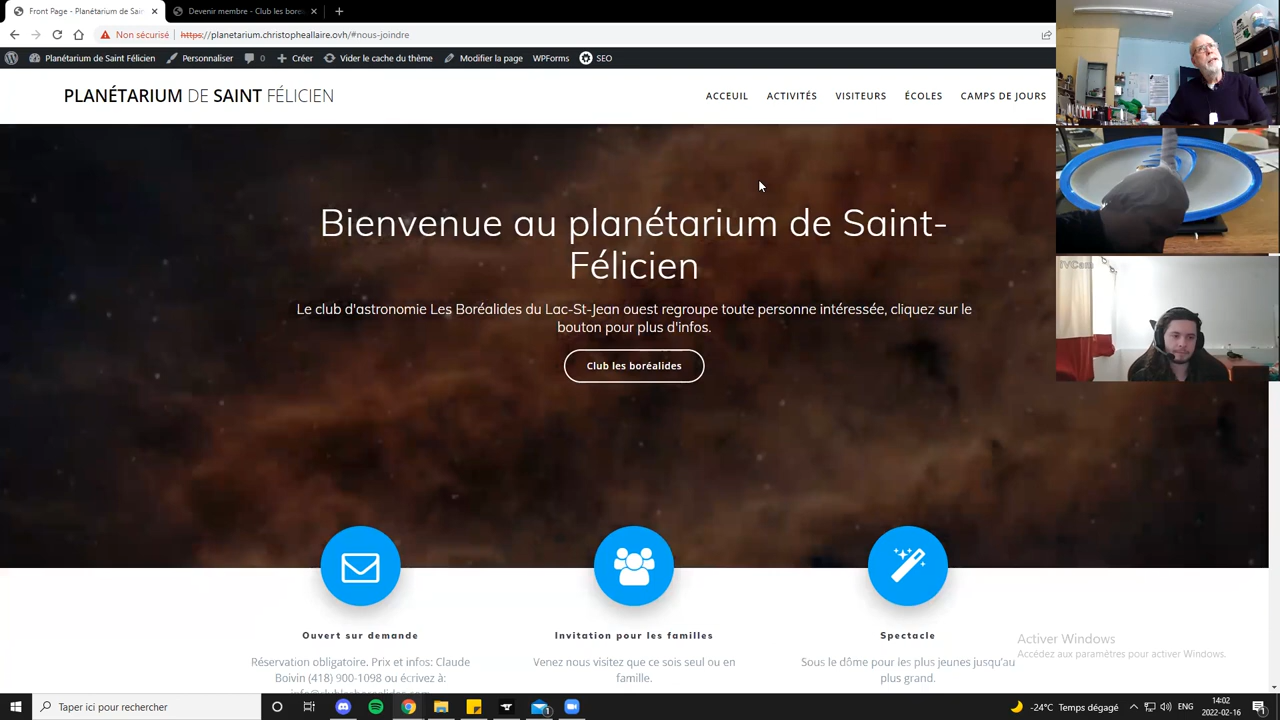 Front Page - Planétarium de Sai
Devenir membre - Club les boré
Non sécurisé
https://planetarium.christopheallaire.ovh/#nous-joindre
Planétarium de Saint Félicien
Personnaliser
0
Créer
Vider le cache du thème
Modifier la page
WPForms
SEO
PLANÉTARIUM DE SAINT FÉLICIEN
ACCEUIL
ACTIVITÉS
VISITEURS
ÉCOLES
CAMPS DE JOURS
Bienvenue au planétarium de Saint-
Félicien
Le club d'astronomie Les Boréalides du Lac-St-Jean ouest regroupe toute personne intéressée, cliquez sur le
bouton pour plus d'infos.
Club les boréalides
iVCam
Ouvert sur demande
Réservation obligatoire. Prix et infos: Claude
Boivin (418) 900-1098 ou écrivez à:
Invitation pour les familles
Venez nous visitez que ce sois seul ou en
famille.
Spectacle
Sous le dôme pour les plus jeunes jusqu'au
plus grand.
Activer Windows
Accédez aux paramètres pour activer Windows.
Taper ici pour rechercher
1
-24°C Temps dégagé
ENG
14:02
2022-02-16
1